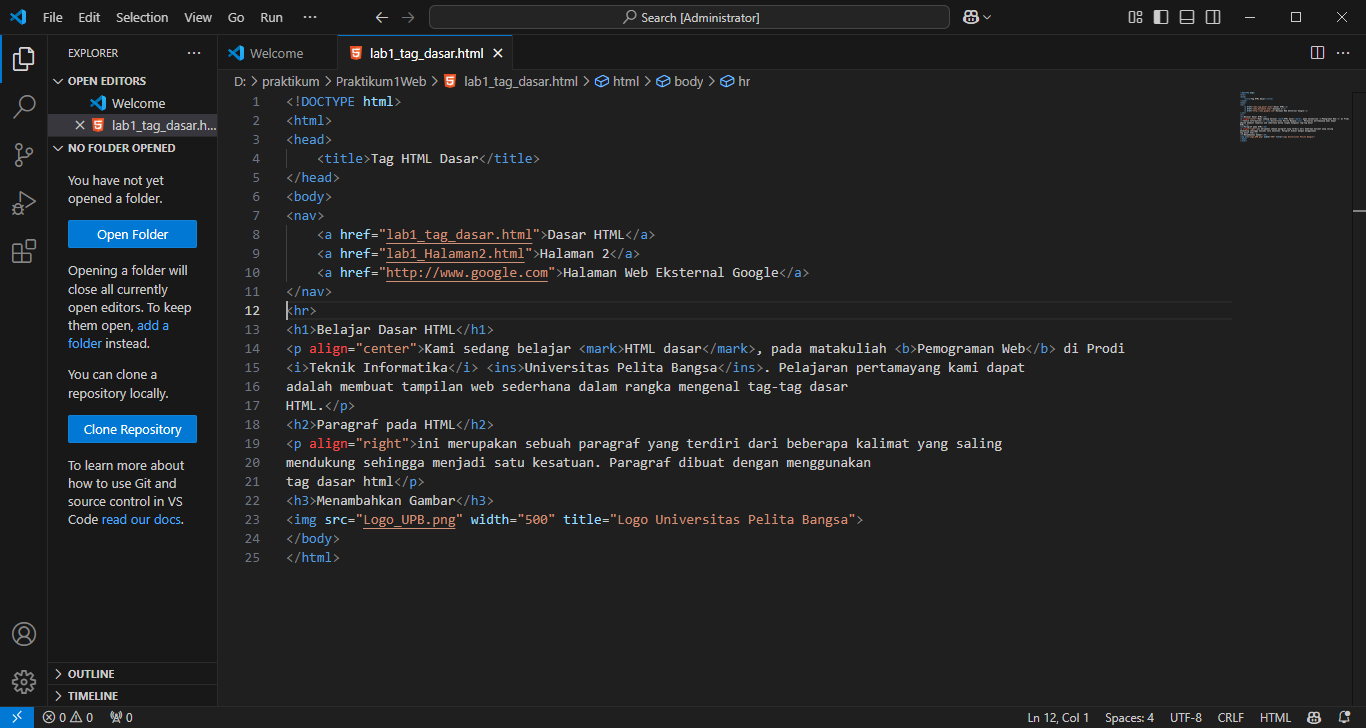 File Edit Selection View Go Run ··· Search [Administrator]
EXPLORER ···
OPEN EDITORS
Welcome
lab1_tag_dasar.h...
NO FOLDER OPENED
You have not yet
opened a folder.
Open Folder
Opening a folder will
close all currently
open editors. To keep
them open, add a
folder instead.
You can clone a
repository locally.
Clone Repository
To learn more about
how to use Git and
source control in VS
Code read our docs.
OUTLINE
TIMELINE
Welcome lab1_tag_dasar.html
D: > praktikum > Praktikum1Web > lab1_tag_dasar.html > html > body > hr
1 <!DOCTYPE html>
2 <html>
3 <head>
4     <title>Tag HTML Dasar</title>
5 </head>
6 <body>
7 <nav>
8     <a href="lab1_tag_dasar.html">Dasar HTML</a>
9     <a href="lab1_Halaman2.html">Halaman 2</a>
10     <a href="http://www.google.com">Halaman Web Eksternal Google</a>
11 </nav>
12 <hr>
13 <h1>Belajar Dasar HTML</h1>
14 <p align="center">Kami sedang belajar <mark>HTML dasar</mark>, pada matakuliah <b>Pemograman Web</b> di Prodi
15 <i>Teknik Informatika</i> <ins>Universitas Pelita Bangsa</ins>. Pelajaran pertamayang kami dapat
16 adalah membuat tampilan web sederhana dalam rangka mengenal tag-tag dasar
17 HTML.</p>
18 <h2>Paragraf pada HTML</h2>
19 <p align="right">ini merupakan sebuah paragraf yang terdiri dari beberapa kalimat yang saling
20 mendukung sehingga menjadi satu kesatuan. Paragraf dibuat dengan menggunakan
21 tag dasar html</p>
22 <h3>Menambahkan Gambar</h3>
23 <img src="Logo_UPB.png" width="500" title="Logo Universitas Pelita Bangsa">
24 </body>
25 </html>
0 0 0 Ln 12, Col 1 Spaces: 4 UTF-8 CRLF HTML